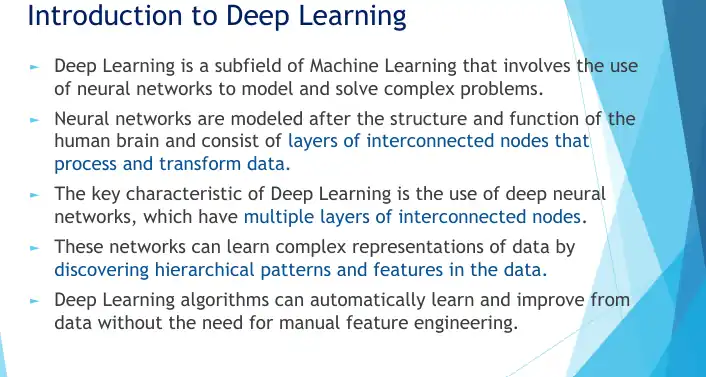 Introduction to Deep Learning
► Deep Learning is a subfield of Machine Learning that involves the use
of neural networks to model and solve complex problems.
► Neural networks are modeled after the structure and function of the
human brain and consist of layers of interconnected nodes that
process and transform data.
► The key characteristic of Deep Learning is the use of deep neural
networks, which have multiple layers of interconnected nodes.
► These networks can learn complex representations of data by
discovering hierarchical patterns and features in the data.
► Deep Learning algorithms can automatically learn and improve from
data without the need for manual feature engineering.